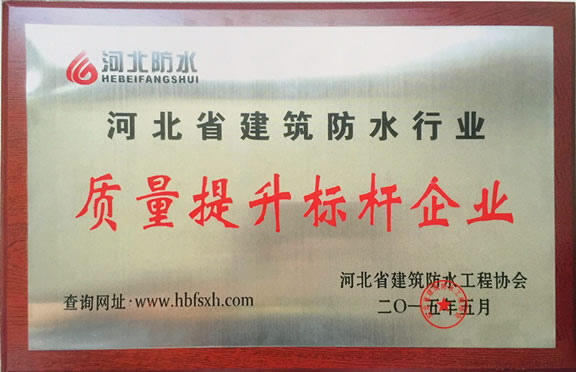 河北防水
HEBEIFANGSHUI
河北省建筑防水行业
质量提升标杆企业
河北省建筑防水工程协会
查询网址·www.hbfsxh.com
二〇一五年五月